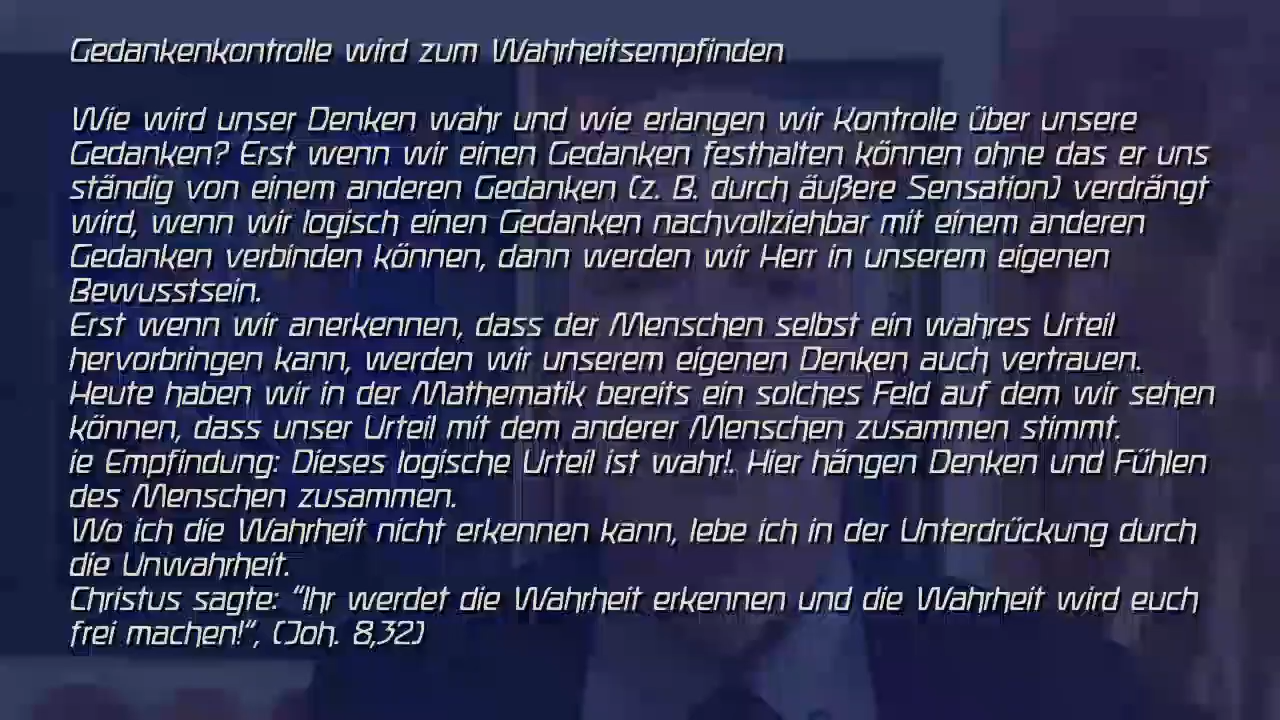 Gedankenkontrolle wird zum Wahrheitsempfinden
Wie wird unser Denken wahr und wie erlangen wir Kontrolle über unsere
Gedanken? Erst wenn wir einen Gedanken festhalten können ohne das er uns
ständig von einem anderen Gedanken (z. B. durch äußere Sensation) verdrängt
wird, wenn wir logisch einen Gedanken nachvollziehbar mit einem anderen
Gedanken verbinden können, dann werden wir Herr in unserem eigenen
Bewusstsein.
Erst wenn wir anerkennen, dass der Menschen selbst ein wahres Urteil
hervorbringen kann, werden wir unserem eigenen Denken auch vertrauen.
Heute haben wir in der Mathematik bereits ein solches Feld auf dem wir sehen
können, dass unser Urteil mit dem anderer Menschen zusammen stimmt.
ie Empfindung: Dieses logische Urteil ist wahr!. Hier hängen Denken und Fühlen
des Menschen zusammen.
Wo ich die Wahrheit nicht erkennen kann, lebe ich in der Unterdrückung durch
die Unwahrheit.
Christus sagte: “Ihr werdet die Wahrheit erkennen und die Wahrheit wird euch
frei machen!“, (Joh. 8,32)